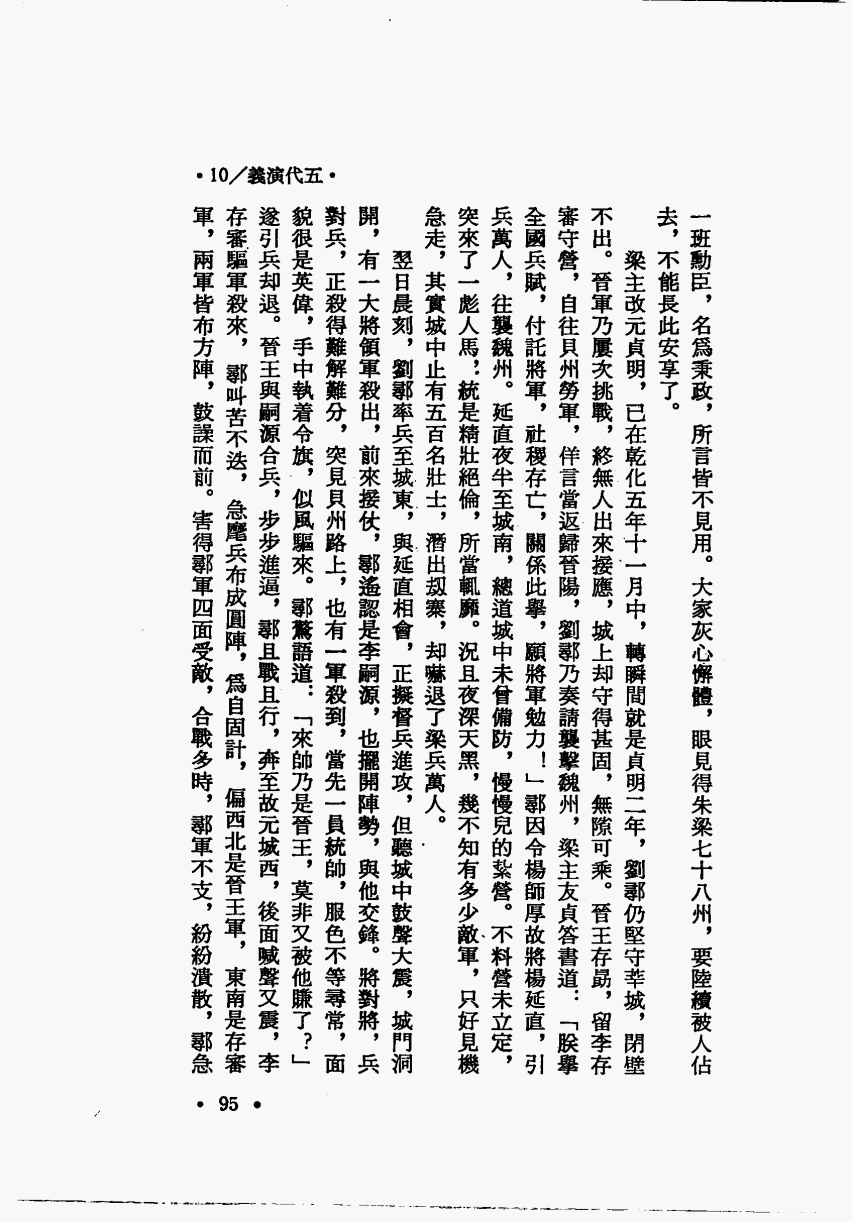 •10／義演代五•
一班勳臣，名爲秉政，所言皆不見用。大家灰心懈體，眼見得朱梁七十八州，要陸續被人佔
去，不能長此安享了。
梁主改元貞明，已在乾化五年十一月中，轉瞬間就是貞明二年，劉鄩仍堅守莘城，閉壁
不出。晉軍乃屢次挑戰，終無人出來接應，城上却守得甚固，無隙可乘。晉王存勗，留李存
審守營，自往貝州勞軍，佯言當返歸晉陽，劉鄩乃奏請襲擊魏州，梁主友貞答書道：「朕舉
全國兵賦，付託將軍，社稷存亡，關係此舉，願將軍勉力！」鄩因令楊師厚故將楊延直，引
兵萬人，往襲魏州。延直夜半至城南，總道城中未曾備防，慢慢兒的紮營。不料營未立定，
突來了一彪人馬，統是精壯絕倫，所當輒靡。況且夜深天黑，幾不知有多少敵軍，只好見機
急走，其實城中止有五百名壯士，潛出刼寨，却嚇退了梁兵萬人。
翌日晨刻，劉鄩率兵至城東，與延直相會，正擬督兵進攻，但聽城中鼓聲大震，城門洞
開，有一大將領軍殺出，前來接仗，鄩遙認是李嗣源，也擺開陣勢，與他交鋒。將對將，兵
對兵，正殺得難解難分，突見貝州路上，也有一軍殺到，當先一員統帥，服色不等尋常，面
貌很是英偉，手中執着令旗，似風驅來。鄩驚語道：「來帥乃是晉王，莫非又被他賺了？」
遂引兵却退。晉王與嗣源合兵，步步進逼，鄩且戰且行，奔至故元城西，後面喊聲又震，李
存審驅軍殺來，鄩叫苦不迭，急麾兵布成圓陣，爲自固計，偏西北是晉王軍，東南是存審
軍，兩軍皆布方陣，鼓譟而前。害得鄩軍四面受敵，合戰多時，鄩軍不支，紛紛潰散，鄩急
• 95 •